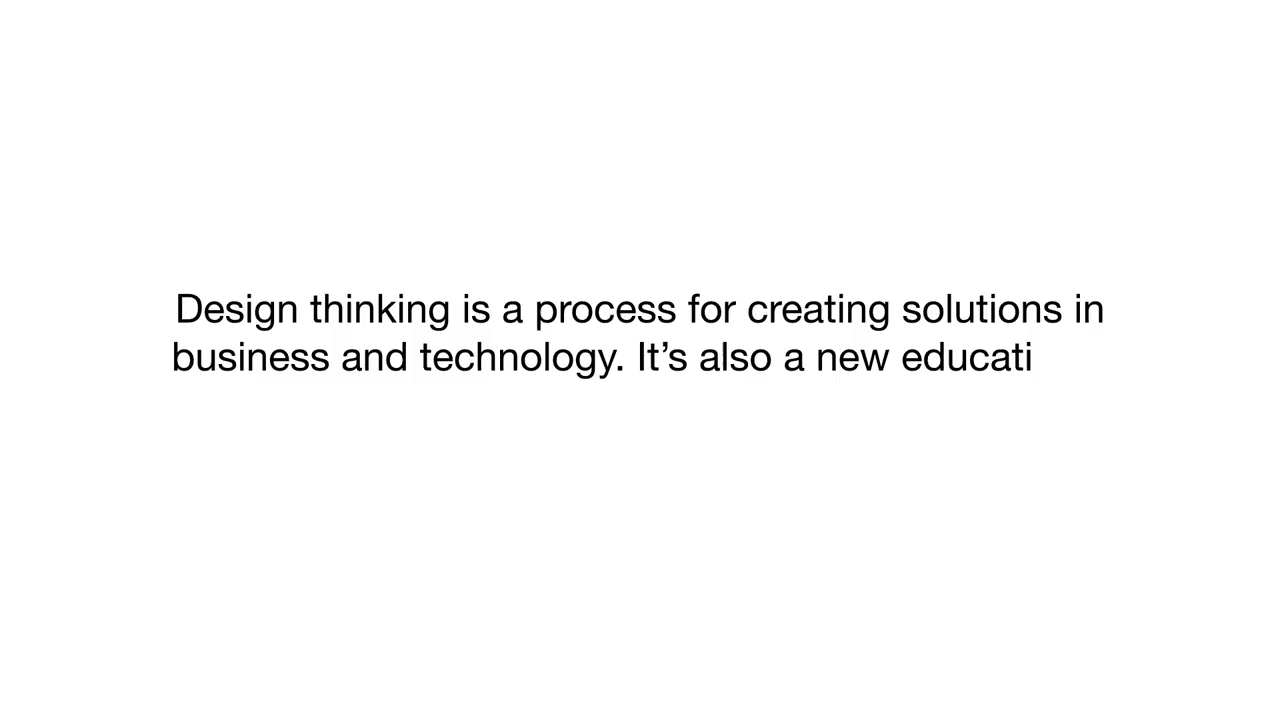 Design thinking is a process for creating solutions in
business and technology. It’s also a new educati